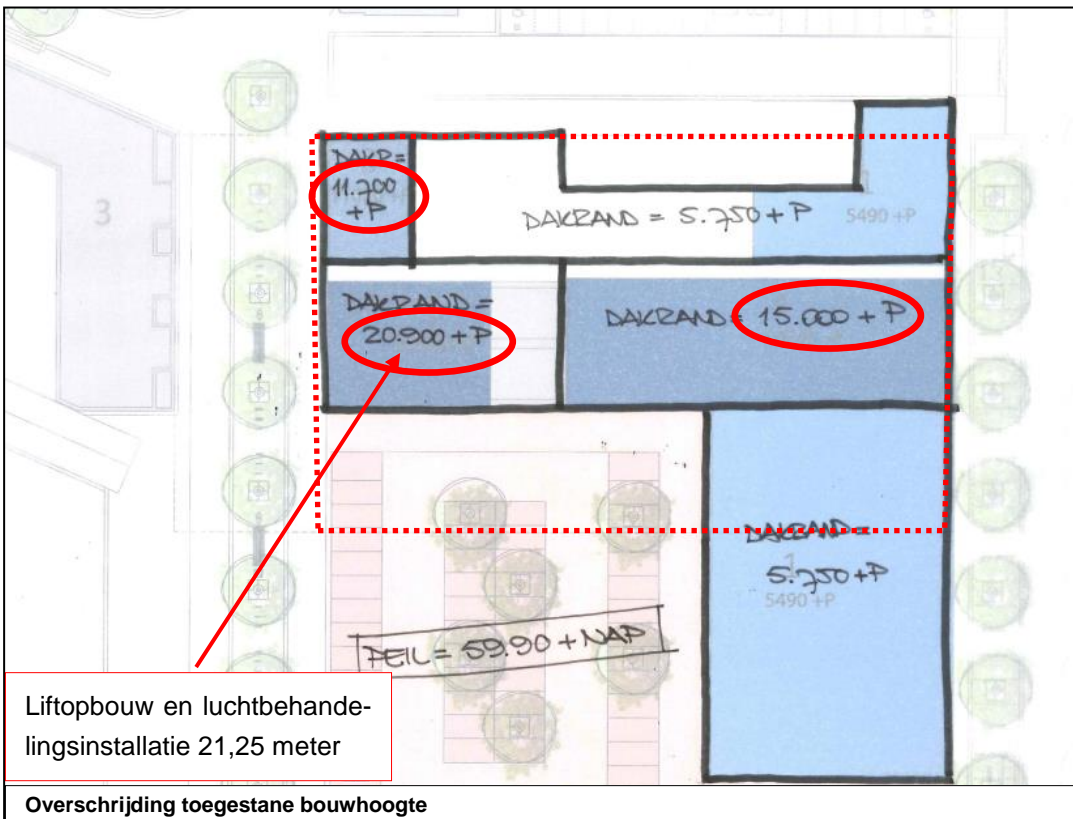 DAKR=
11.700
+P
DAKRAND = 5.750+P
5490 +P
3
DAKRAND =
20.900+P
DAKRAND = 15.000 + P
DAKRAND =
1
5.750+P
5490 +P
PEIL = 59.90 + NAP
Liftopbouw en luchtbehande-
lingsinstallatie 21,25 meter
Overschrijding toegestane bouwhoogte